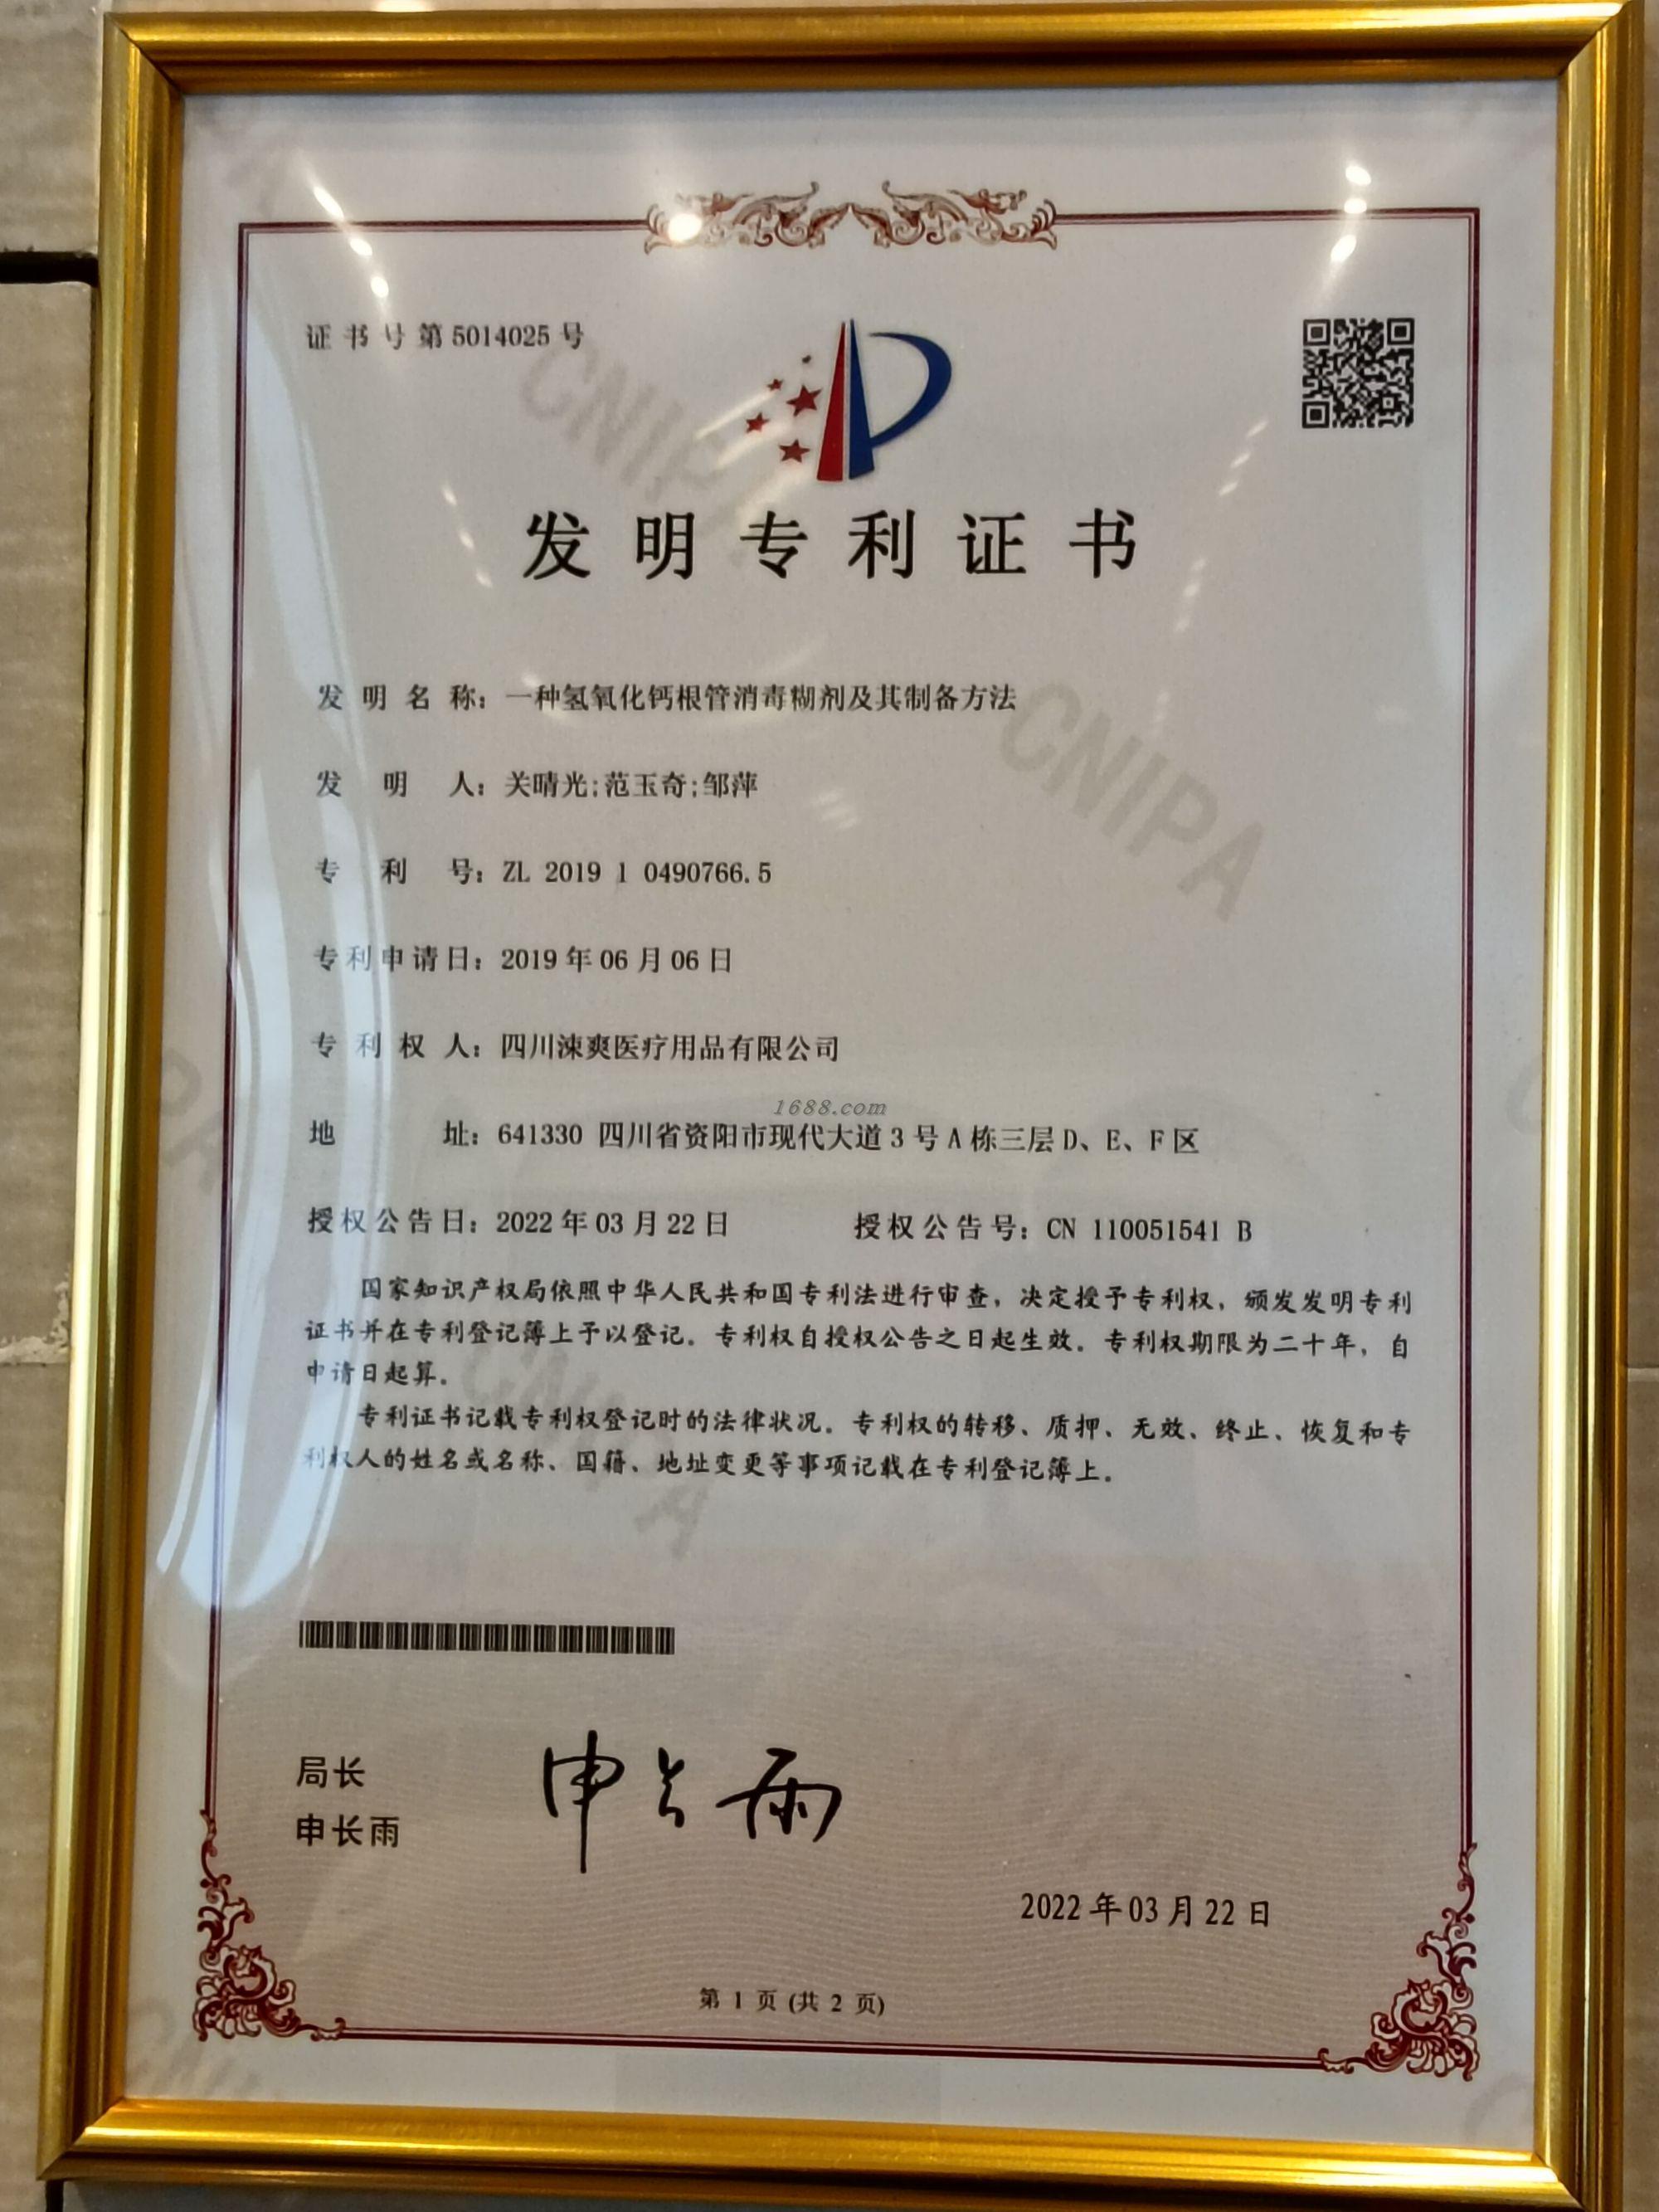 证书号第5014025号
发明专利证书
发明名称：一种氢氧化钙根管消毒糊剂及其制备方法
发明人：关晴光;范玉奇;邹萍
专利号：ZL 2019 1 0490766.5
专利申请日：2019年06月06日
专利权人：四川涑爽医疗用品有限公司
1688.com
地址：641330 四川省资阳市现代大道3号A栋三层D、E、F区
授权公告日：2022年03月22日 授权公告号：CN 110051541 B
国家知识产权局依照中华人民共和国专利法进行审查，决定授予专利权，颁发发明专利
证书并在专利登记簿上予以登记。专利权自授权公告之日起生效。专利权期限为二十年，自
申请日起算。
专利证书记载专利权登记时的法律状况。专利权的转移、质押、无效、终止、恢复和专
利权人的姓名或名称、国籍、地址变更等事项记载在专利登记簿上。
局长
申长雨
申长雨
2022年03月22日
第 1 页 (共 2 页)
CNIPA
CNIPA
CNIPA